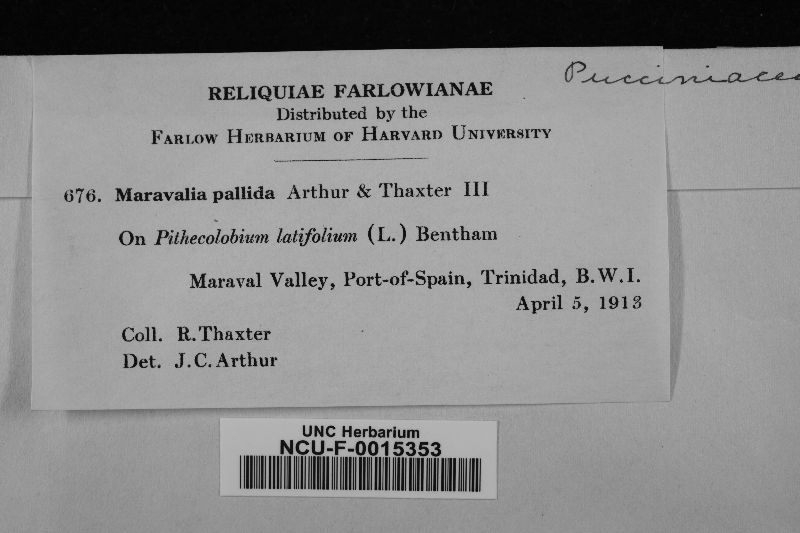 Pucciniaceae
RELIQUIAE FARLOWIANAE
Distributed by the
FARLOW HERBARIUM OF HARVARD UNIVERSITY
676. Maravalia pallida Arthur & Thaxter III
On Pithecolobium latifolium (L.) Bentham
Maraval Valley, Port-of-Spain, Trinidad, B.W.I.
April 5, 1913
Coll. R.Thaxter
Det. J.C.Arthur
UNC Herbarium
NCU-F-0015353